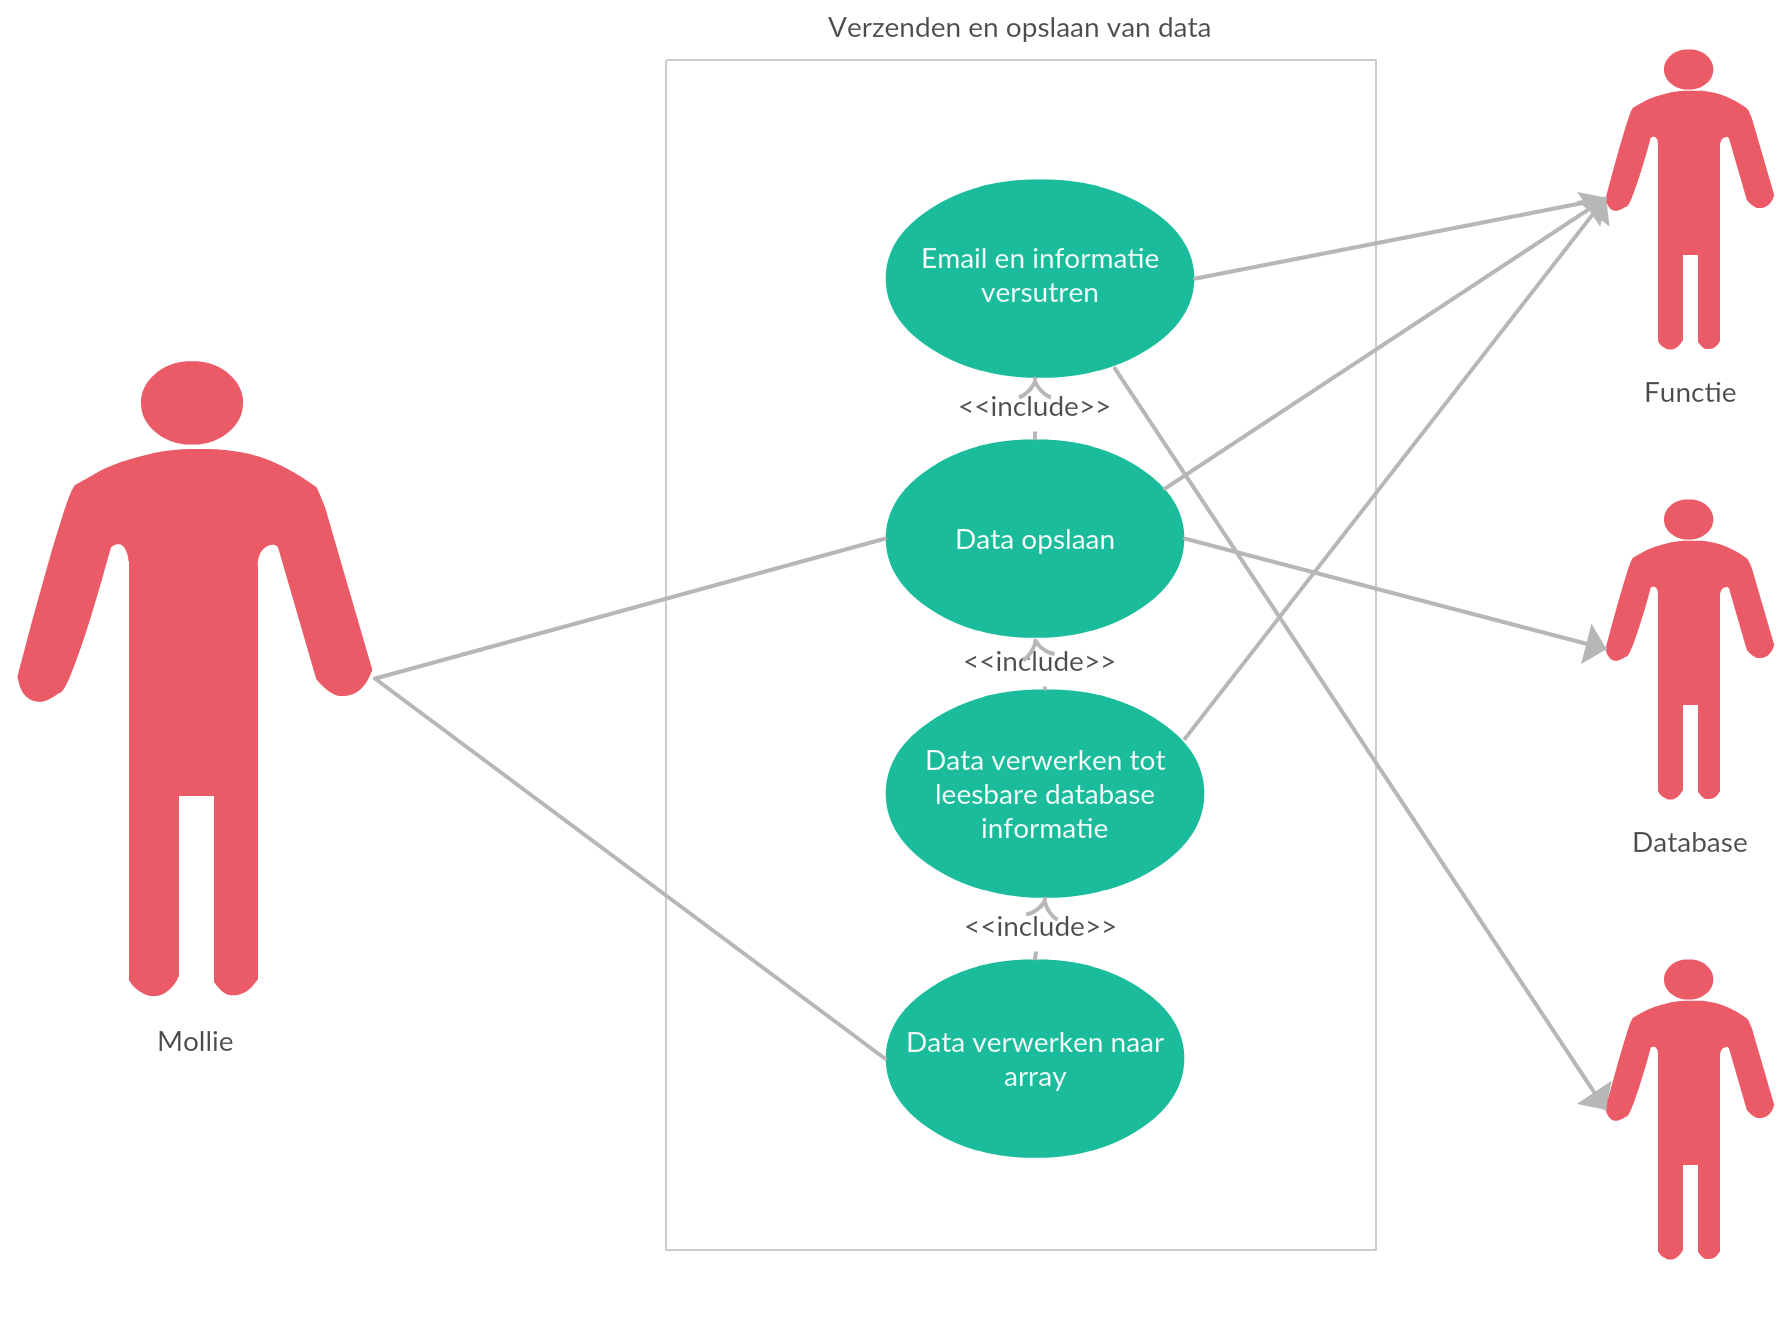 Verzenden en opslaan van data
Email en informatie
versutren
<<include>>
Functie
Data opslaan
<<include>>
Data verwerken tot
leesbare database
informatie
Database
<<include>>
Mollie
Data verwerken naar
array